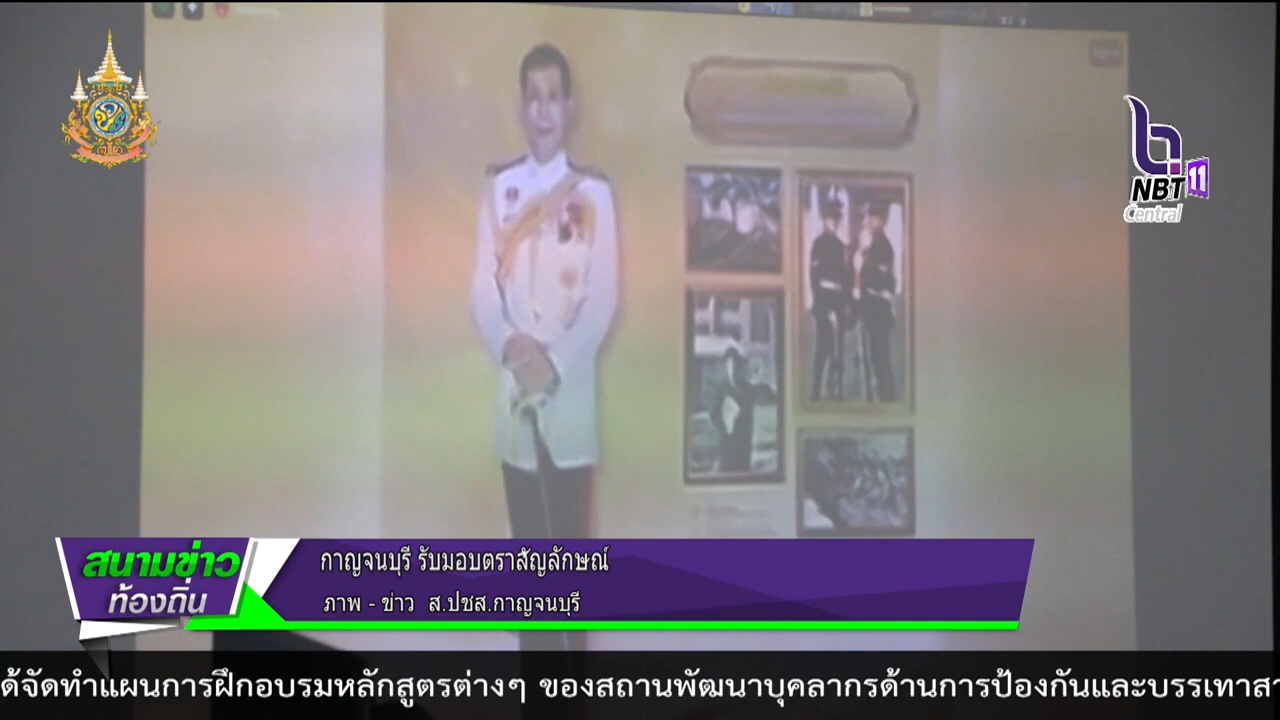 NBT 11
Central
สนามข่าว
ท้องถิ่น
กาญจนบุรี รับมอบตราสัญลักษณ์
ภาพ - ข่าว ส.ปชส.กาญจนบุรี
ด้จัดทำแผนการฝึกอบรมหลักสูตรต่างๆ ของสถานพัฒนาบุคลากรด้านการป้องกันและบรรเทาสา